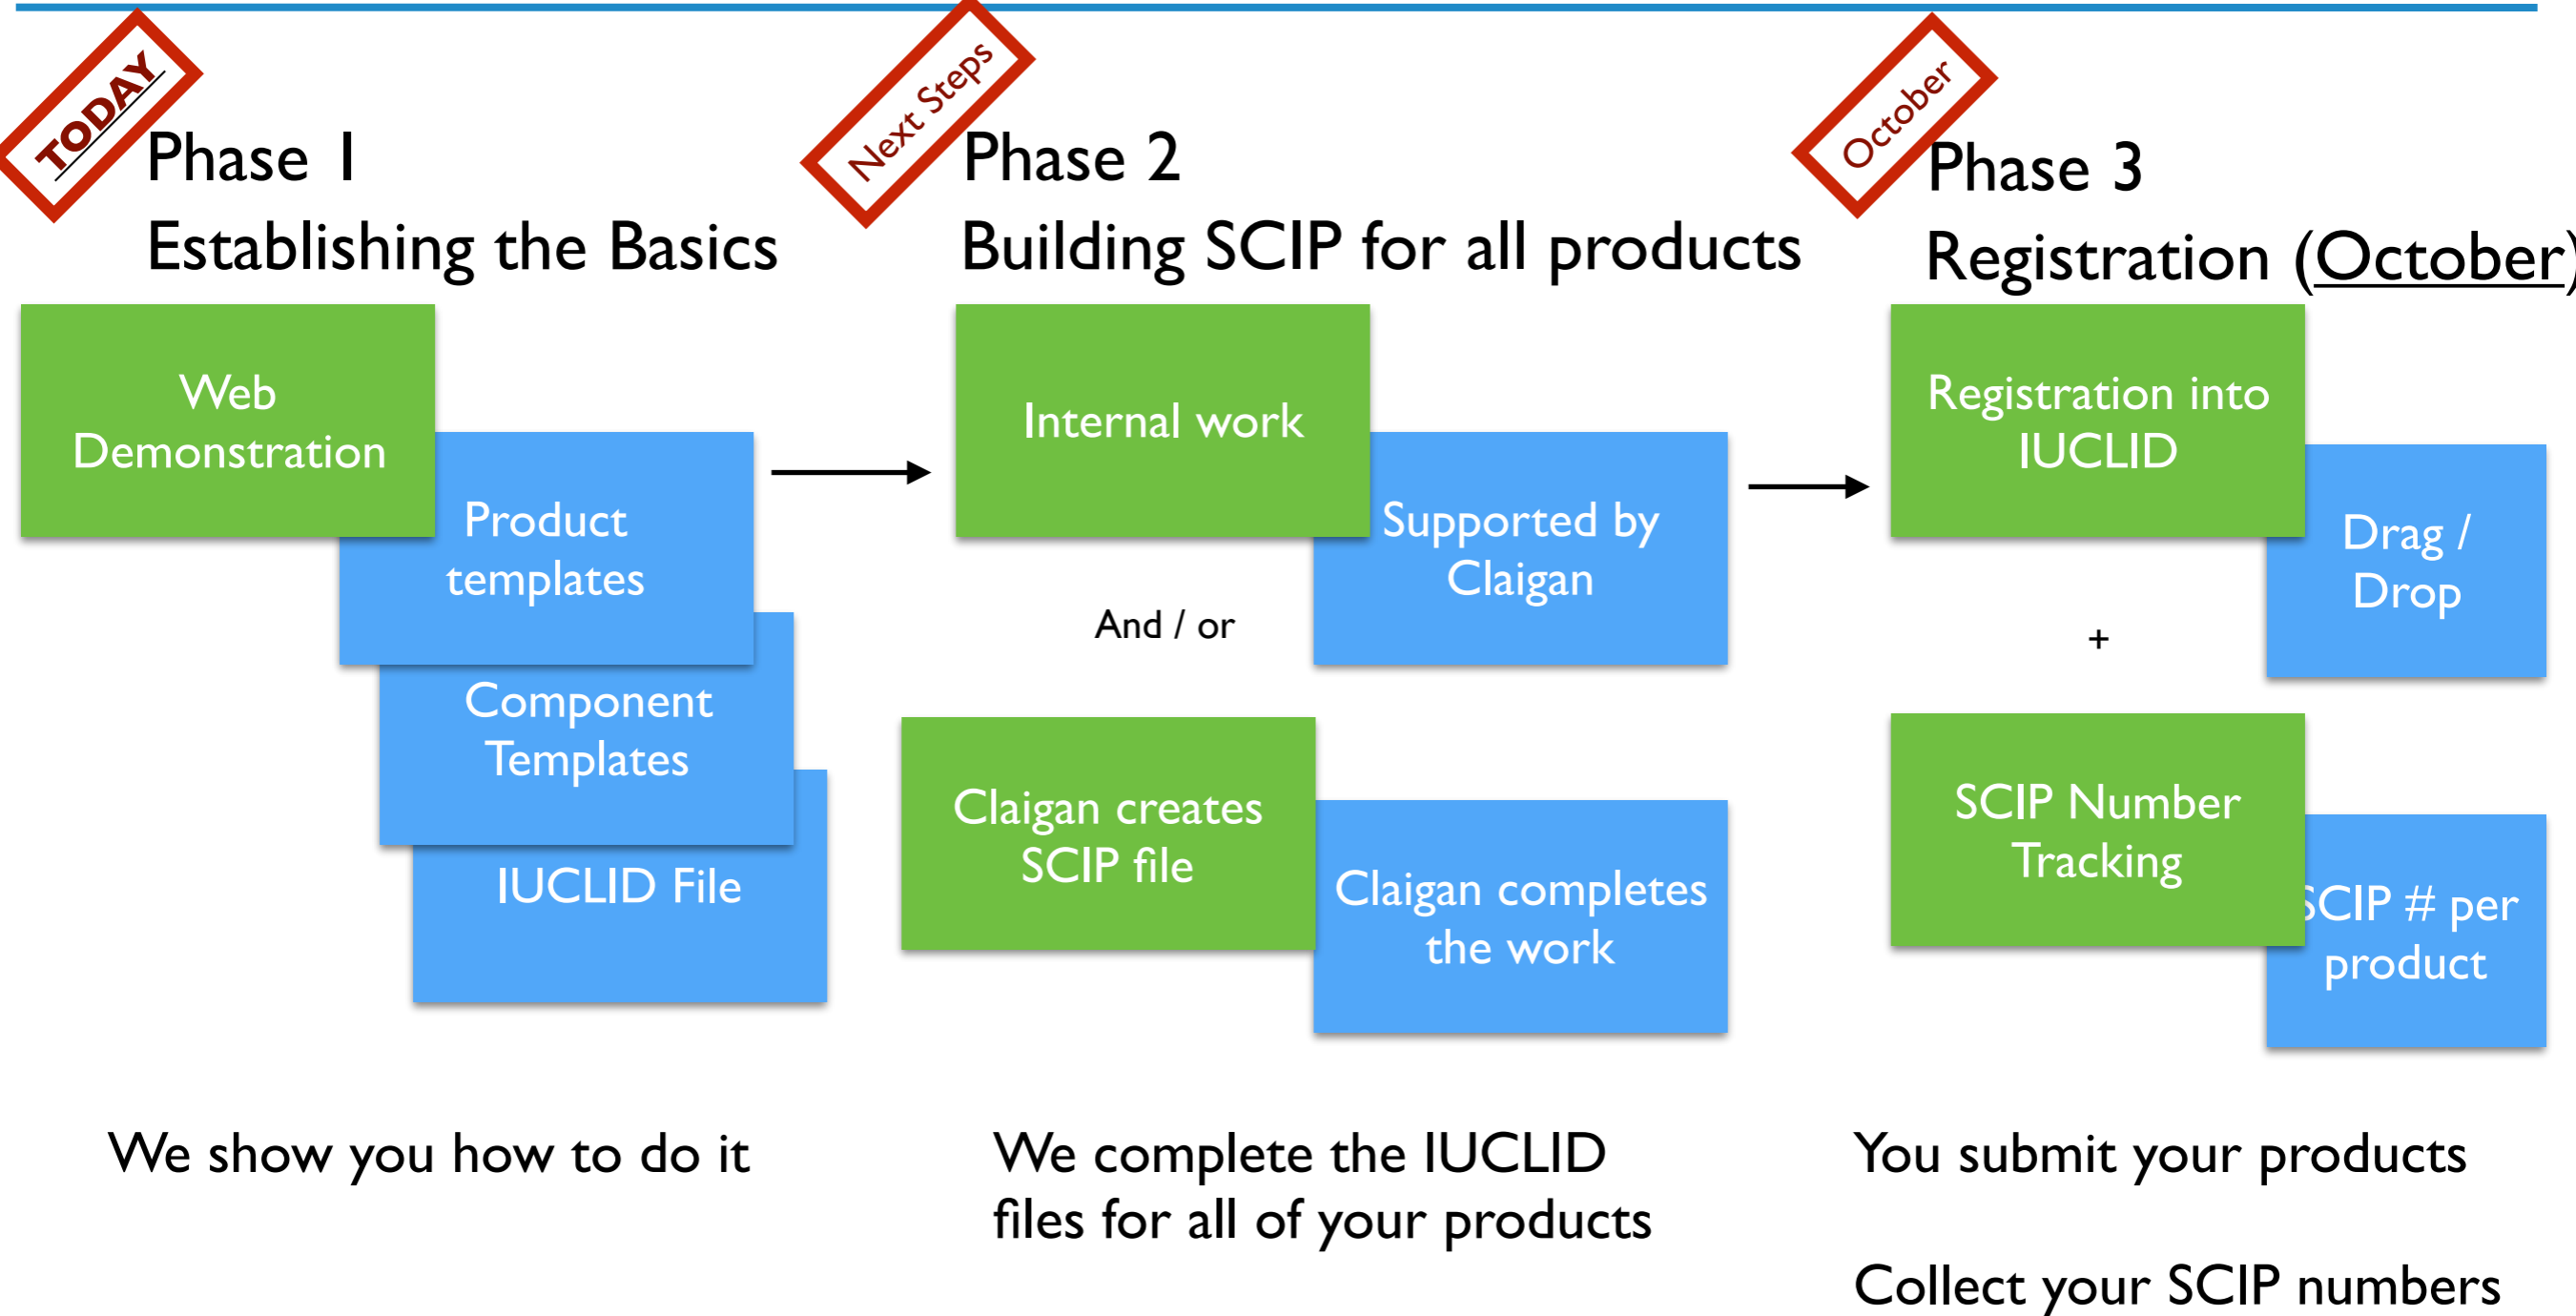 TODAY
Phase 1
Establishing the Basics
Web
Demonstration
Product
templates
Component
Templates
IUCLID File
We show you how to do it
Next Steps
Phase 2
Building SCIP for all products
Internal work
Supported by
Claigan
And / or
Claigan creates
SCIP file
Claigan completes
the work
We complete the IUCLID
files for all of your products
October
Phase 3
Registration (October)
Registration into
IUCLID
Drag /
Drop
+
SCIP Number
Tracking
SCIP # per
product
You submit your products
Collect your SCIP numbers